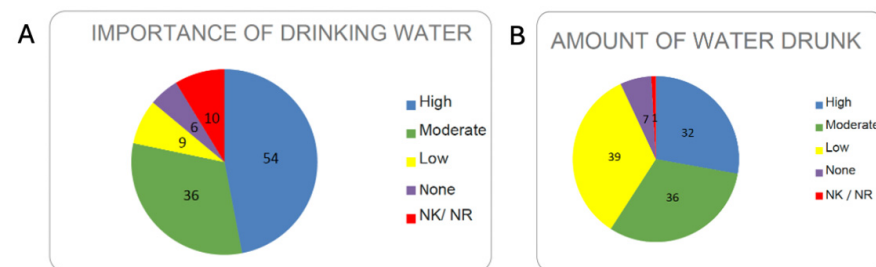 A
IMPORTANCE OF DRINKING WATER
10
6
9
54
36
High
Moderate
Low
None
NK/ NR
B
AMOUNT OF WATER DRUNK
7
1
32
39
36
High
Moderate
Low
None
NK / NR